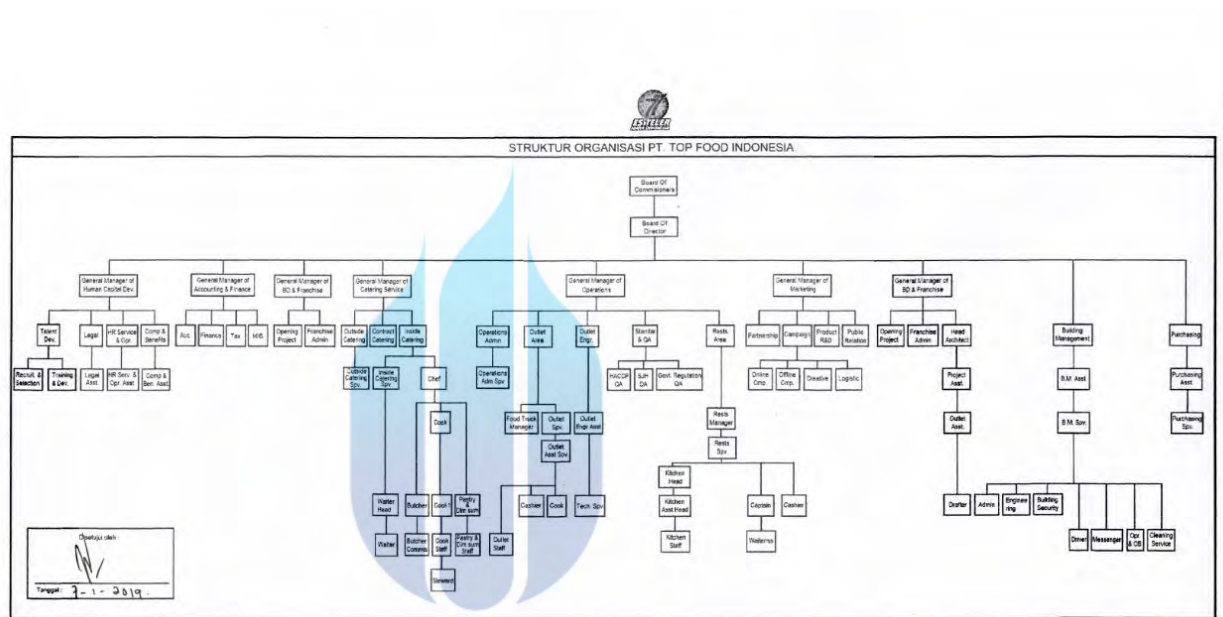 7
ESTELER
STRUKTUR ORGANISASI PT. TOP FOOD INDONESIA
Board Of
Commisioners
Board Of
Director
General Manager of
Human Capital Dev.
General Manager of
Accounting & Finance
General Manager of
BD & Franchise
General Manager of
Catering Service
General Manager of
Operations
General Manager of
Marketing
General Manager of
BD & Franchise
Talent
Dev.
Legal
HR Service
& Opr.
Comp &
Benefits
Acc.
Finance
Tax
MIS
Opening
Project
Franchise
Admin
Outside
Catering
Contract
Catering
Inside
Catering
Operations
Admin
Outlet
Area
Outlet
Engr.
Standar
& QA
Resto
Area
Partnership
Campaign
Product
R&D
Public
Relation
Opening
Project
Franchise
Admin
Head
Architect
Building
Management
Purchasing
Recruit. &
Selection
Training
& Dev.
Legal
Asst.
HR Serv. &
Opr. Asst
Comp &
Ben. Asst.
Outside
Catering
Spv.
Inside
Catering
Spv.
Chef
Operations
Adm Spv
HACCP
QA
SJH
QA
Govt. Regulation
QA
Online
Cmp
Offline
Cmp.
Creative
Logistic
Project
Asst.
B.M. Asst.
Purchasing
Asst.
Cook
Food Truck
Manager
Outlet
Spv.
Outlet
Engr Asst
Resto
Manager
Outlet
Asst.
B.M. Spv.
Purchasing
Spv.
Outlet
Asst Spv
Resto
Spv
Kitchen
Head
Waiter
Head
Butcher
Cook 1
Pastry
&
Dim sum
Cashier
Cook
Tech. Spv
Kitchen
Asst Head
Captain
Cashier
Drafter
Admin
Enginee
ring
Building
Security
Waiter
Butcher
Commis
Cook
Staff
Pastry &
Dim sum
Staff
Outlet
Staff
Kitchen
Staff
Waiter/ss
Driver
Messenger
Opr
& OB
Cleaning
Service
Steward
Disetujui oleh :
Tanggal : 7 - 1 - 2019.